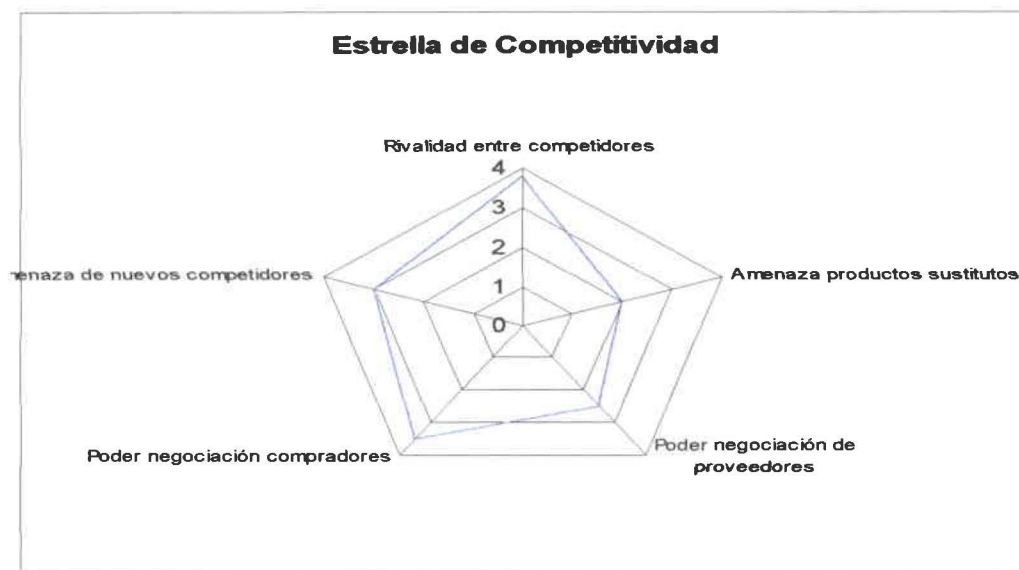 Estrella de Competitividad
Rivalidad entre competidores
4
3
2
1
0
enaza de nuevos competidores
Amenaza productos sustitutos
Poder negociación compradores
Poder negociación de
proveedores